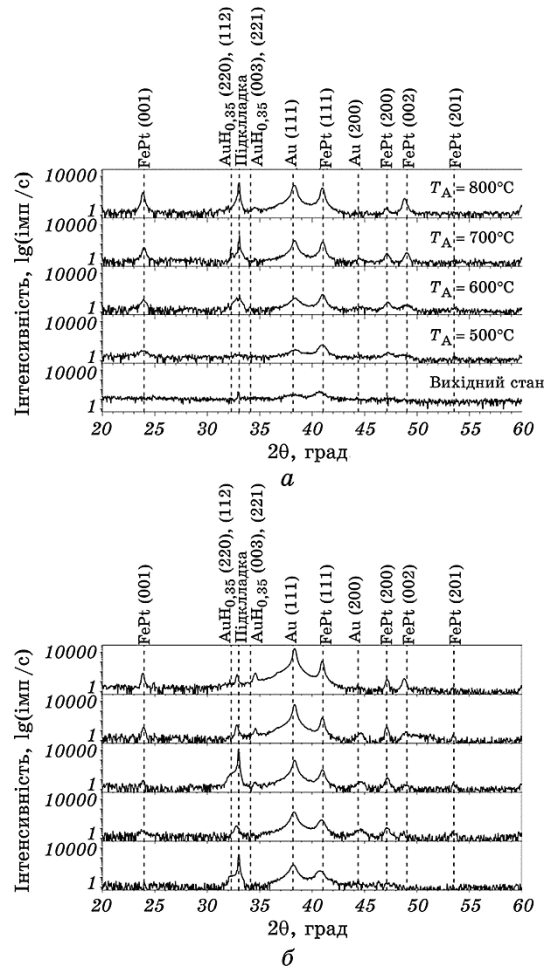 FePt (001)
AuH0,35 (220), (112)
Підкладка
AuH0,35 (003), (221)
Au (111)
FePt (111)
Au (200)
FePt (200)
FePt (002)
FePt (201)
Інтенсивність, lg(імп/с)
10000
1
TA = 800°C
10000
1
TA = 700°C
10000
1
TA = 600°C
10000
1
TA = 500°C
10000
1
Вихідний стан
20 25 30 35 40 45 50 55 60
2θ, град
а
FePt (001)
AuH0,35 (220), (112)
Підкладка
AuH0,35 (003), (221)
Au (111)
FePt (111)
Au (200)
FePt (200)
FePt (002)
FePt (201)
Інтенсивність, lg(імп/с)
10000
1
10000
1
10000
1
10000
1
10000
1
20 25 30 35 40 45 50 55 60
2θ, град
б